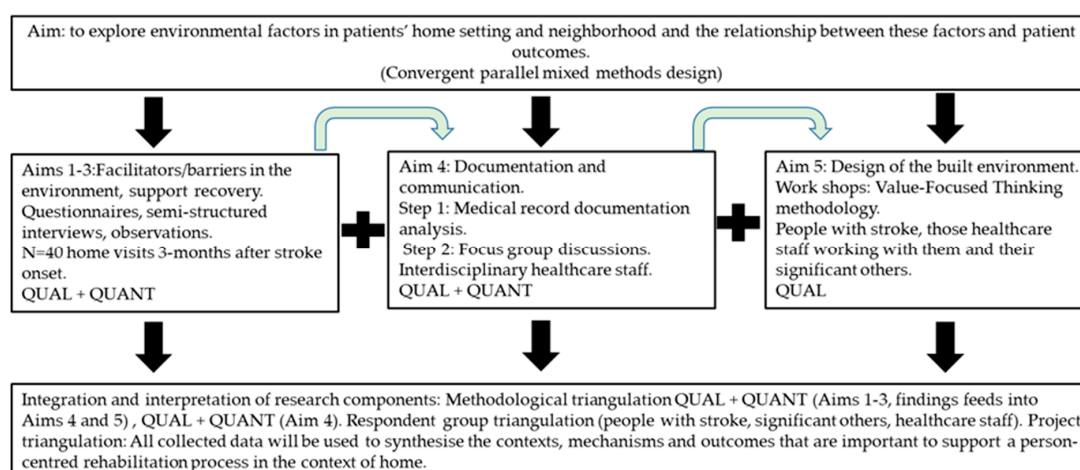 Aim: to explore environmental factors in patients' home setting and neighborhood and the relationship between these factors and patient
outcomes.
(Convergent parallel mixed methods design)
Aims 1-3:Facilitators/barriers in the
environment, support recovery.
Questionnaires, semi-structured
interviews, observations.
N=40 home visits 3-months after stroke
onset.
QUAL + QUANT
Aim 4: Documentation and
communication.
Step 1: Medical record documentation
analysis.
Step 2: Focus group discussions.
Interdisciplinary healthcare staff.
QUAL + QUANT
Aim 5: Design of the built environment.
Work shops: Value-Focused Thinking
methodology.
People with stroke, those healthcare
staff working with them and their
significant others.
QUAL
Integration and interpretation of research components: Methodological triangulation QUAL + QUANT (Aims 1-3, findings feeds into
Aims 4 and 5) , QUAL + QUANT (Aim 4). Respondent group triangulation (people with stroke, significant others, healthcare staff). Project
triangulation: All collected data will be used to synthesise the contexts, mechanisms and outcomes that are important to support a person-
centred rehabilitation process in the context of home.